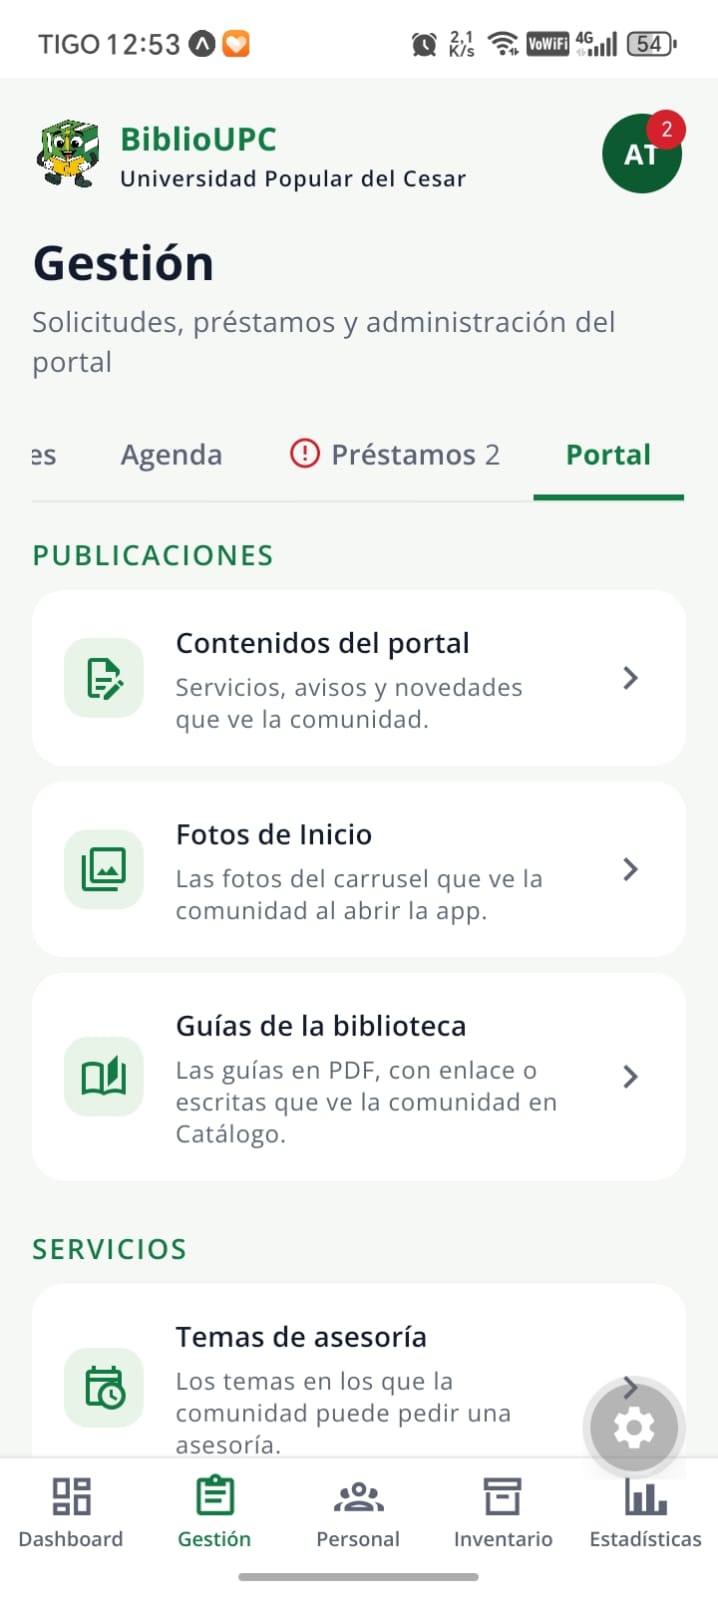 TIGO 12:53
2,1 K/s VoWiFi 4G 54
BiblioUPC
Universidad Popular del Cesar
AT
2
Gestión
Solicitudes, préstamos y administración del
portal
es Agenda Préstamos 2 Portal
PUBLICACIONES
Contenidos del portal
Servicios, avisos y novedades
que ve la comunidad.
Fotos de Inicio
Las fotos del carrusel que ve la
comunidad al abrir la app.
Guías de la biblioteca
Las guías en PDF, con enlace o
escritas que ve la comunidad en
Catálogo.
SERVICIOS
Temas de asesoría
Los temas en los que la
comunidad puede pedir una
asesoría.
Dashboard Gestión Personal Inventario Estadísticas